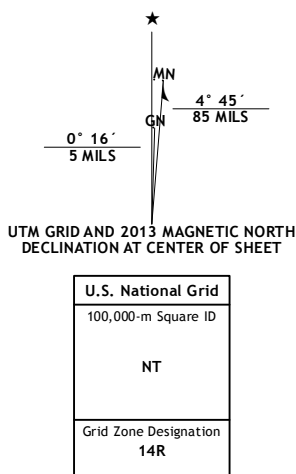 ★
MN
4° 45´
85 MILS
GN
0° 16´
5 MILS
UTM GRID AND 2013 MAGNETIC NORTH
DECLINATION AT CENTER OF SHEET
U.S. National Grid
100,000-m Square ID
NT
Grid Zone Designation
14R